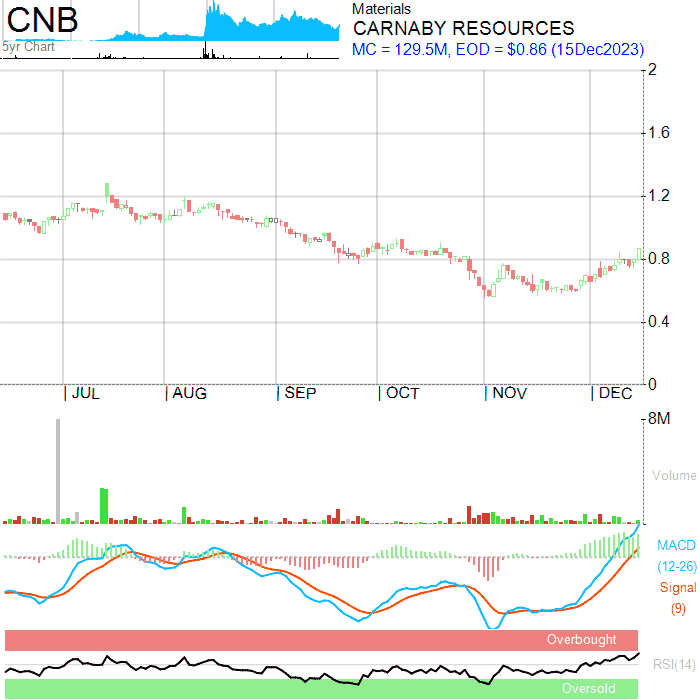 CNB
5yr Chart
Materials
CARNABY RESOURCES
MC = 129.5M, EOD = $0.86 (15Dec2023)
2
1.6
1.2
0.8
0.4
0
JUL
AUG
SEP
OCT
NOV
DEC
8M
Volume
MACD
(12-26)
Signal
(9)
Overbought
RSI(14)
Oversold